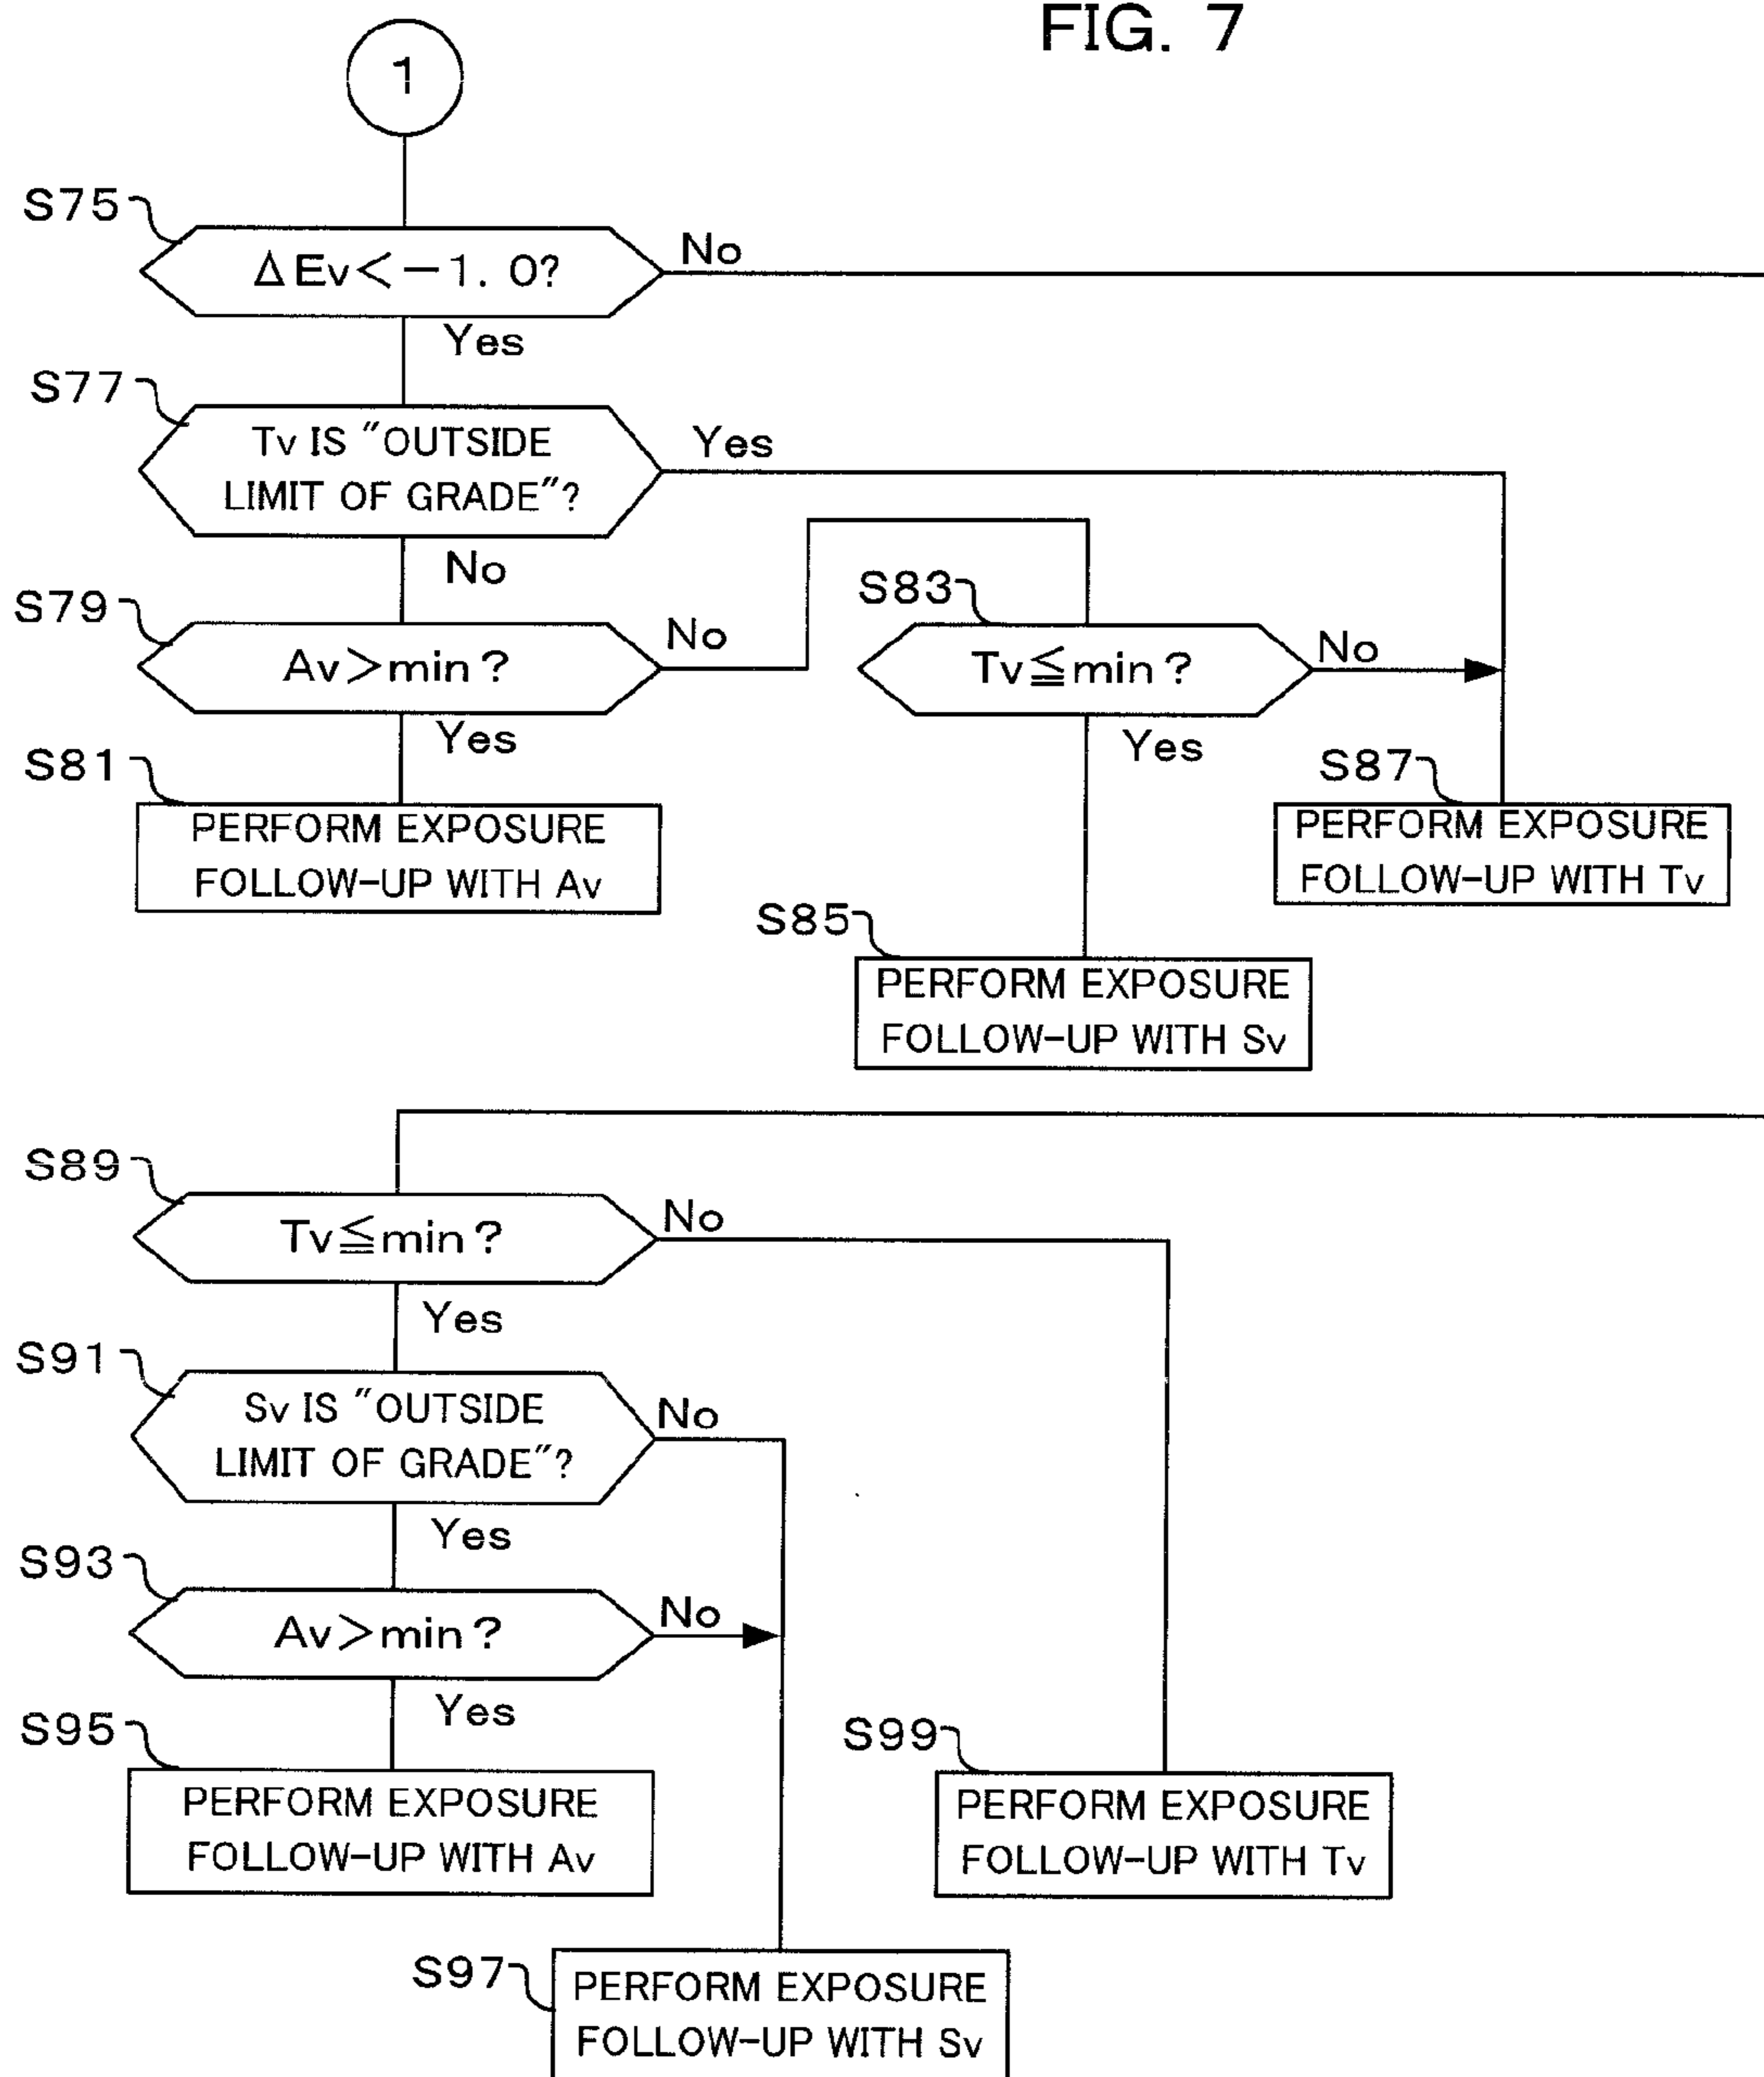 FIG. 7
1
S75
ΔEv<−1. 0?
No
Yes
S77
Tv IS "OUTSIDE
LIMIT OF GRADE"?
Yes
No
S79
Av>min?
No
Yes
S83
Tv≦min?
No
Yes
S81
PERFORM EXPOSURE
FOLLOW-UP WITH Av
S87
PERFORM EXPOSURE
FOLLOW-UP WITH Tv
S85
PERFORM EXPOSURE
FOLLOW-UP WITH Sv
S89
Tv≦min?
No
Yes
S91
Sv IS "OUTSIDE
LIMIT OF GRADE"?
No
Yes
S93
Av>min?
No
Yes
S95
PERFORM EXPOSURE
FOLLOW-UP WITH Av
S99
PERFORM EXPOSURE
FOLLOW-UP WITH Tv
S97
PERFORM EXPOSURE
FOLLOW-UP WITH Sv